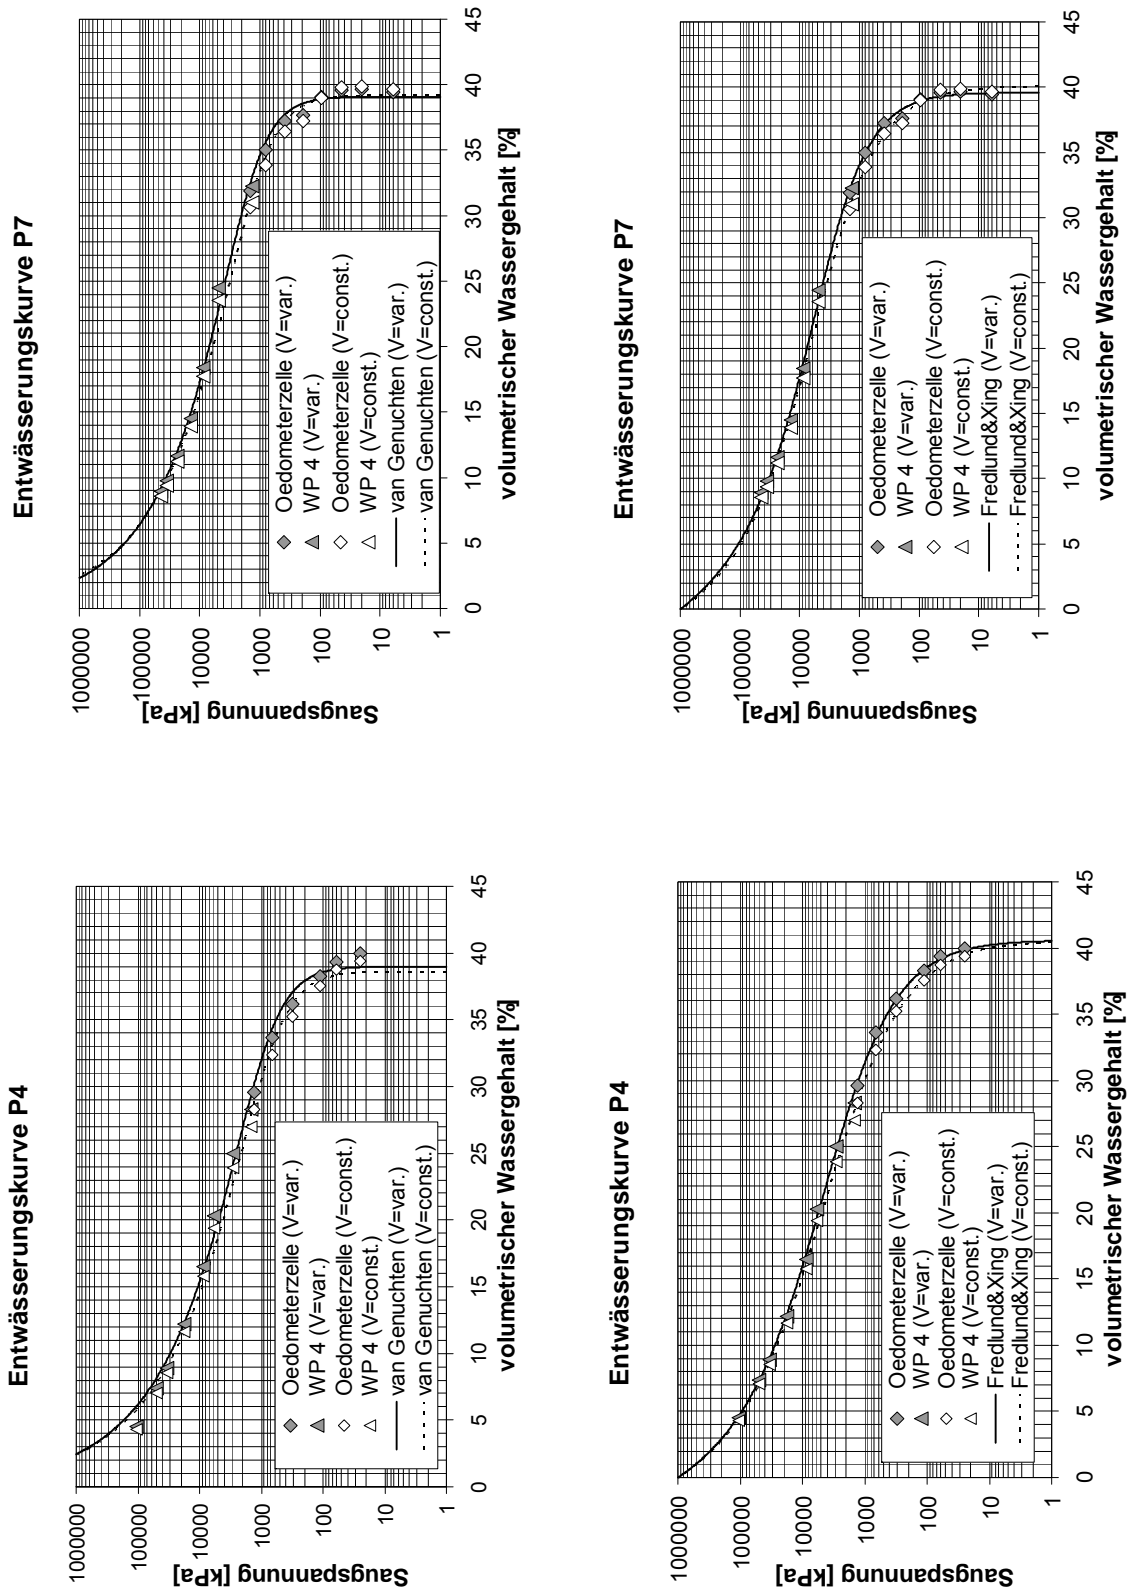 Entwässerungskurve P7
Saugspannung [kPa]
1000000
100000
10000
1000
100
10
1
0
5
10
15
20
25
30
35
40
45
volumetrischer Wassergehalt [%]
Oedometerzelle (V=var.)
WP 4 (V=var.)
Oedometerzelle (V=const.)
WP 4 (V=const.)
van Genuchten (V=var.)
van Genuchten (V=const.)
Entwässerungskurve P7
Saugspannung [kPa]
1000000
100000
10000
1000
100
10
1
0
5
10
15
20
25
30
35
40
45
volumetrischer Wassergehalt [%]
Oedometerzelle (V=var.)
WP 4 (V=var.)
Oedometerzelle (V=const.)
WP 4 (V=const.)
Fredlund&Xing (V=var.)
Fredlund&Xing (V=const.)
Entwässerungskurve P4
Saugspannung [kPa]
1000000
100000
10000
1000
100
10
1
0
5
10
15
20
25
30
35
40
45
volumetrischer Wassergehalt [%]
Oedometerzelle (V=var.)
WP 4 (V=var.)
Oedometerzelle (V=const.)
WP 4 (V=const.)
van Genuchten (V=var.)
van Genuchten (V=const.)
Entwässerungskurve P4
Saugspannung [kPa]
1000000
100000
10000
1000
100
10
1
0
5
10
15
20
25
30
35
40
45
volumetrischer Wassergehalt [%]
Oedometerzelle (V=var.)
WP 4 (V=var.)
Oedometerzelle (V=const.)
WP 4 (V=const.)
Fredlund&Xing (V=var.)
Fredlund&Xing (V=const.)